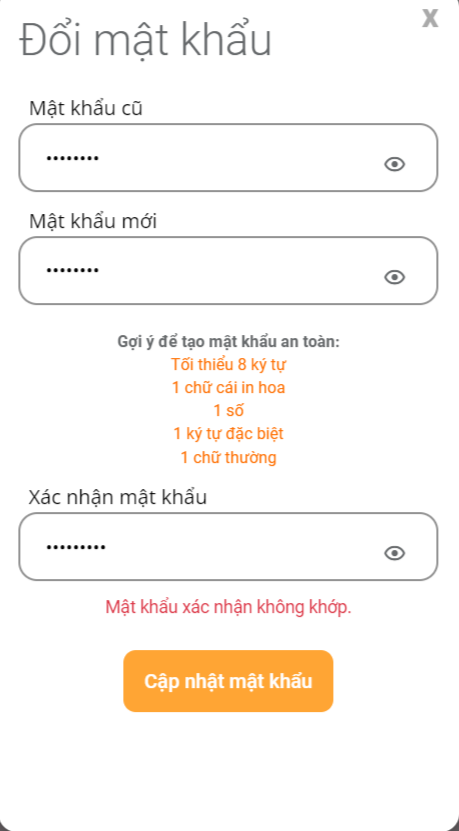 X
Đổi mật khẩu
Mật khẩu cũ
••••••••
Mật khẩu mới
••••••••
Gợi ý để tạo mật khẩu an toàn:
Tối thiểu 8 ký tự
1 chữ cái in hoa
1 số
1 ký tự đặc biệt
1 chữ thường
Xác nhận mật khẩu
•••••••••
Mật khẩu xác nhận không khớp.
Cập nhật mật khẩu